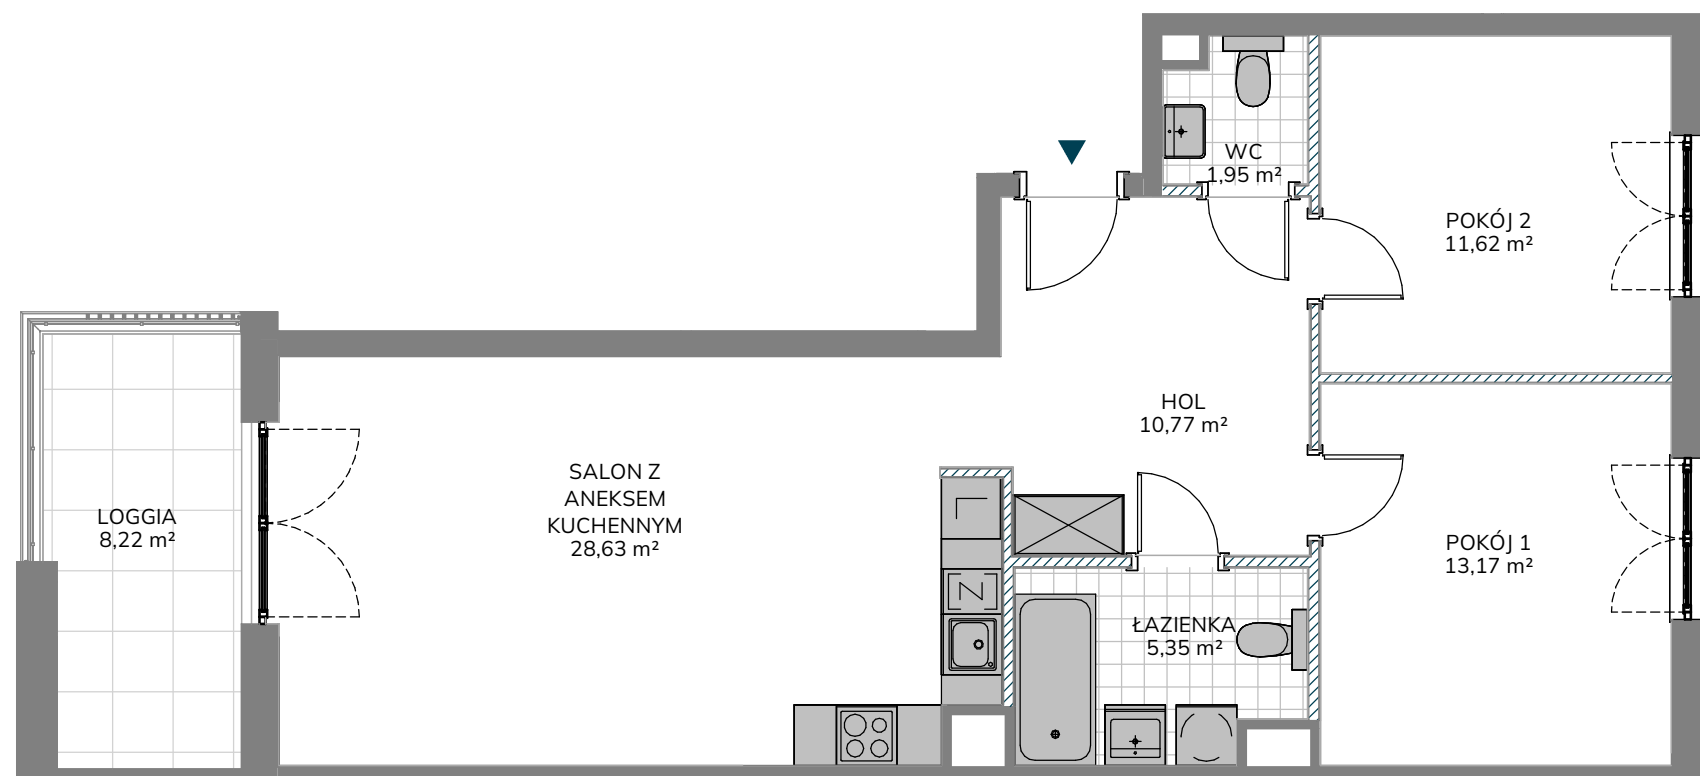 WC
1,95 m²
POKÓJ 2
11,62 m²
HOL
10,77 m²
SALON Z
ANEKSEM
KUCHENNYM
28,63 m²
L
Z
LOGGIA
8,22 m²
POKÓJ 1
13,17 m²
ŁAZIENKA
5,35 m²